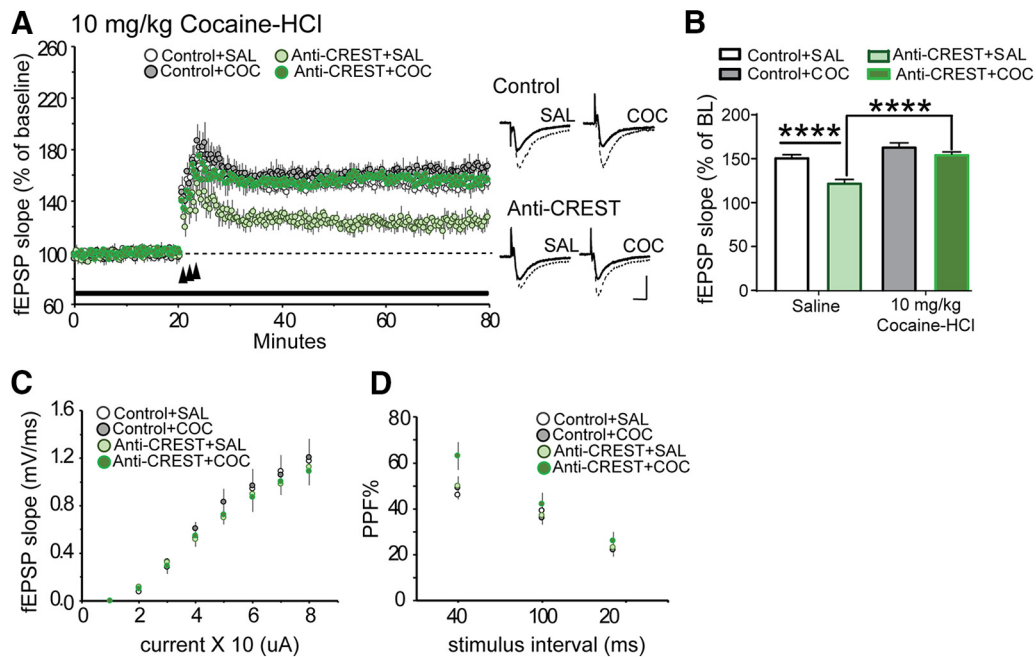 A
10 mg/kg Cocaine-HCl
Control+SAL
Control+COC
Anti-CREST+SAL
Anti-CREST+COC
fEPSP slope (% of baseline)
260
220
180
160
140
100
80
60
0
20
40
60
80
Minutes
Control
SAL
COC
Anti-CREST
SAL
COC
B
Control+SAL
Control+COC
Anti-CREST+SAL
Anti-CREST+COC
fEPSP slope (% of BL)
200
150
100
50
0
****
****
Saline
10 mg/kg
Cocaine-HCl
C
Control+SAL
Control+COC
Anti-CREST+SAL
Anti-CREST+COC
fEPSP slope (mV/ms)
1.6
1.2
0.8
0.4
0.0
0
2
4
6
8
current X 10 (uA)
D
Control+SAL
Control+COC
Anti-CREST+SAL
Anti-CREST+COC
PPF%
80
60
40
20
0
40
100
20
stimulus interval (ms)